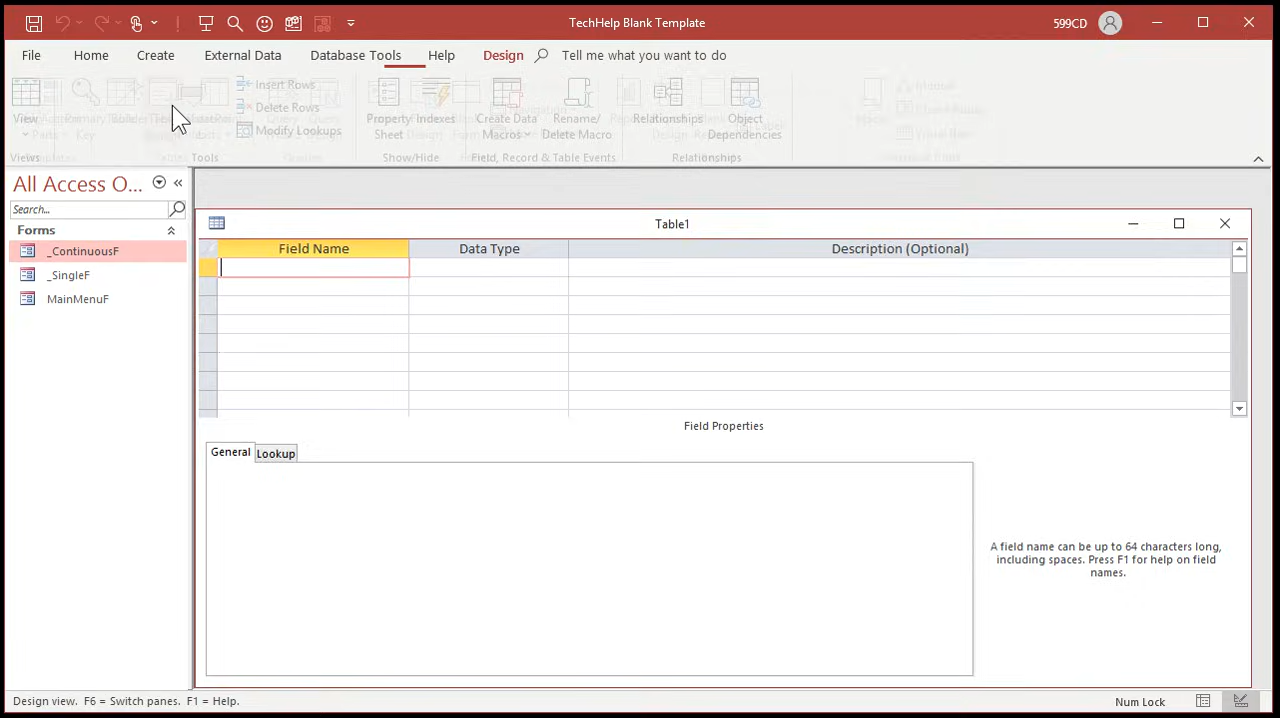 TechHelp Blank Template
599CD
File
Home
Create
External Data
Database Tools
Help
Design
Tell me what you want to do
View
Primary
Key
Builder
Insert Rows
Delete Rows
Modify Lookups
Property
Sheet
Indexes
Create Data
Macros
Rename/
Delete Macro
Relationships
Object
Dependencies
Views
Tools
Show/Hide
Field, Record & Table Events
Relationships
All Access O...
Search...
Forms
_ContinuousF
_SingleF
MainMenuF
Table1
Field Name
Data Type
Description (Optional)
Field Properties
General
Lookup
A field name can be up to 64 characters long,
including spaces. Press F1 for help on field
names.
Design view.  F6 = Switch panes.  F1 = Help.
Num Lock